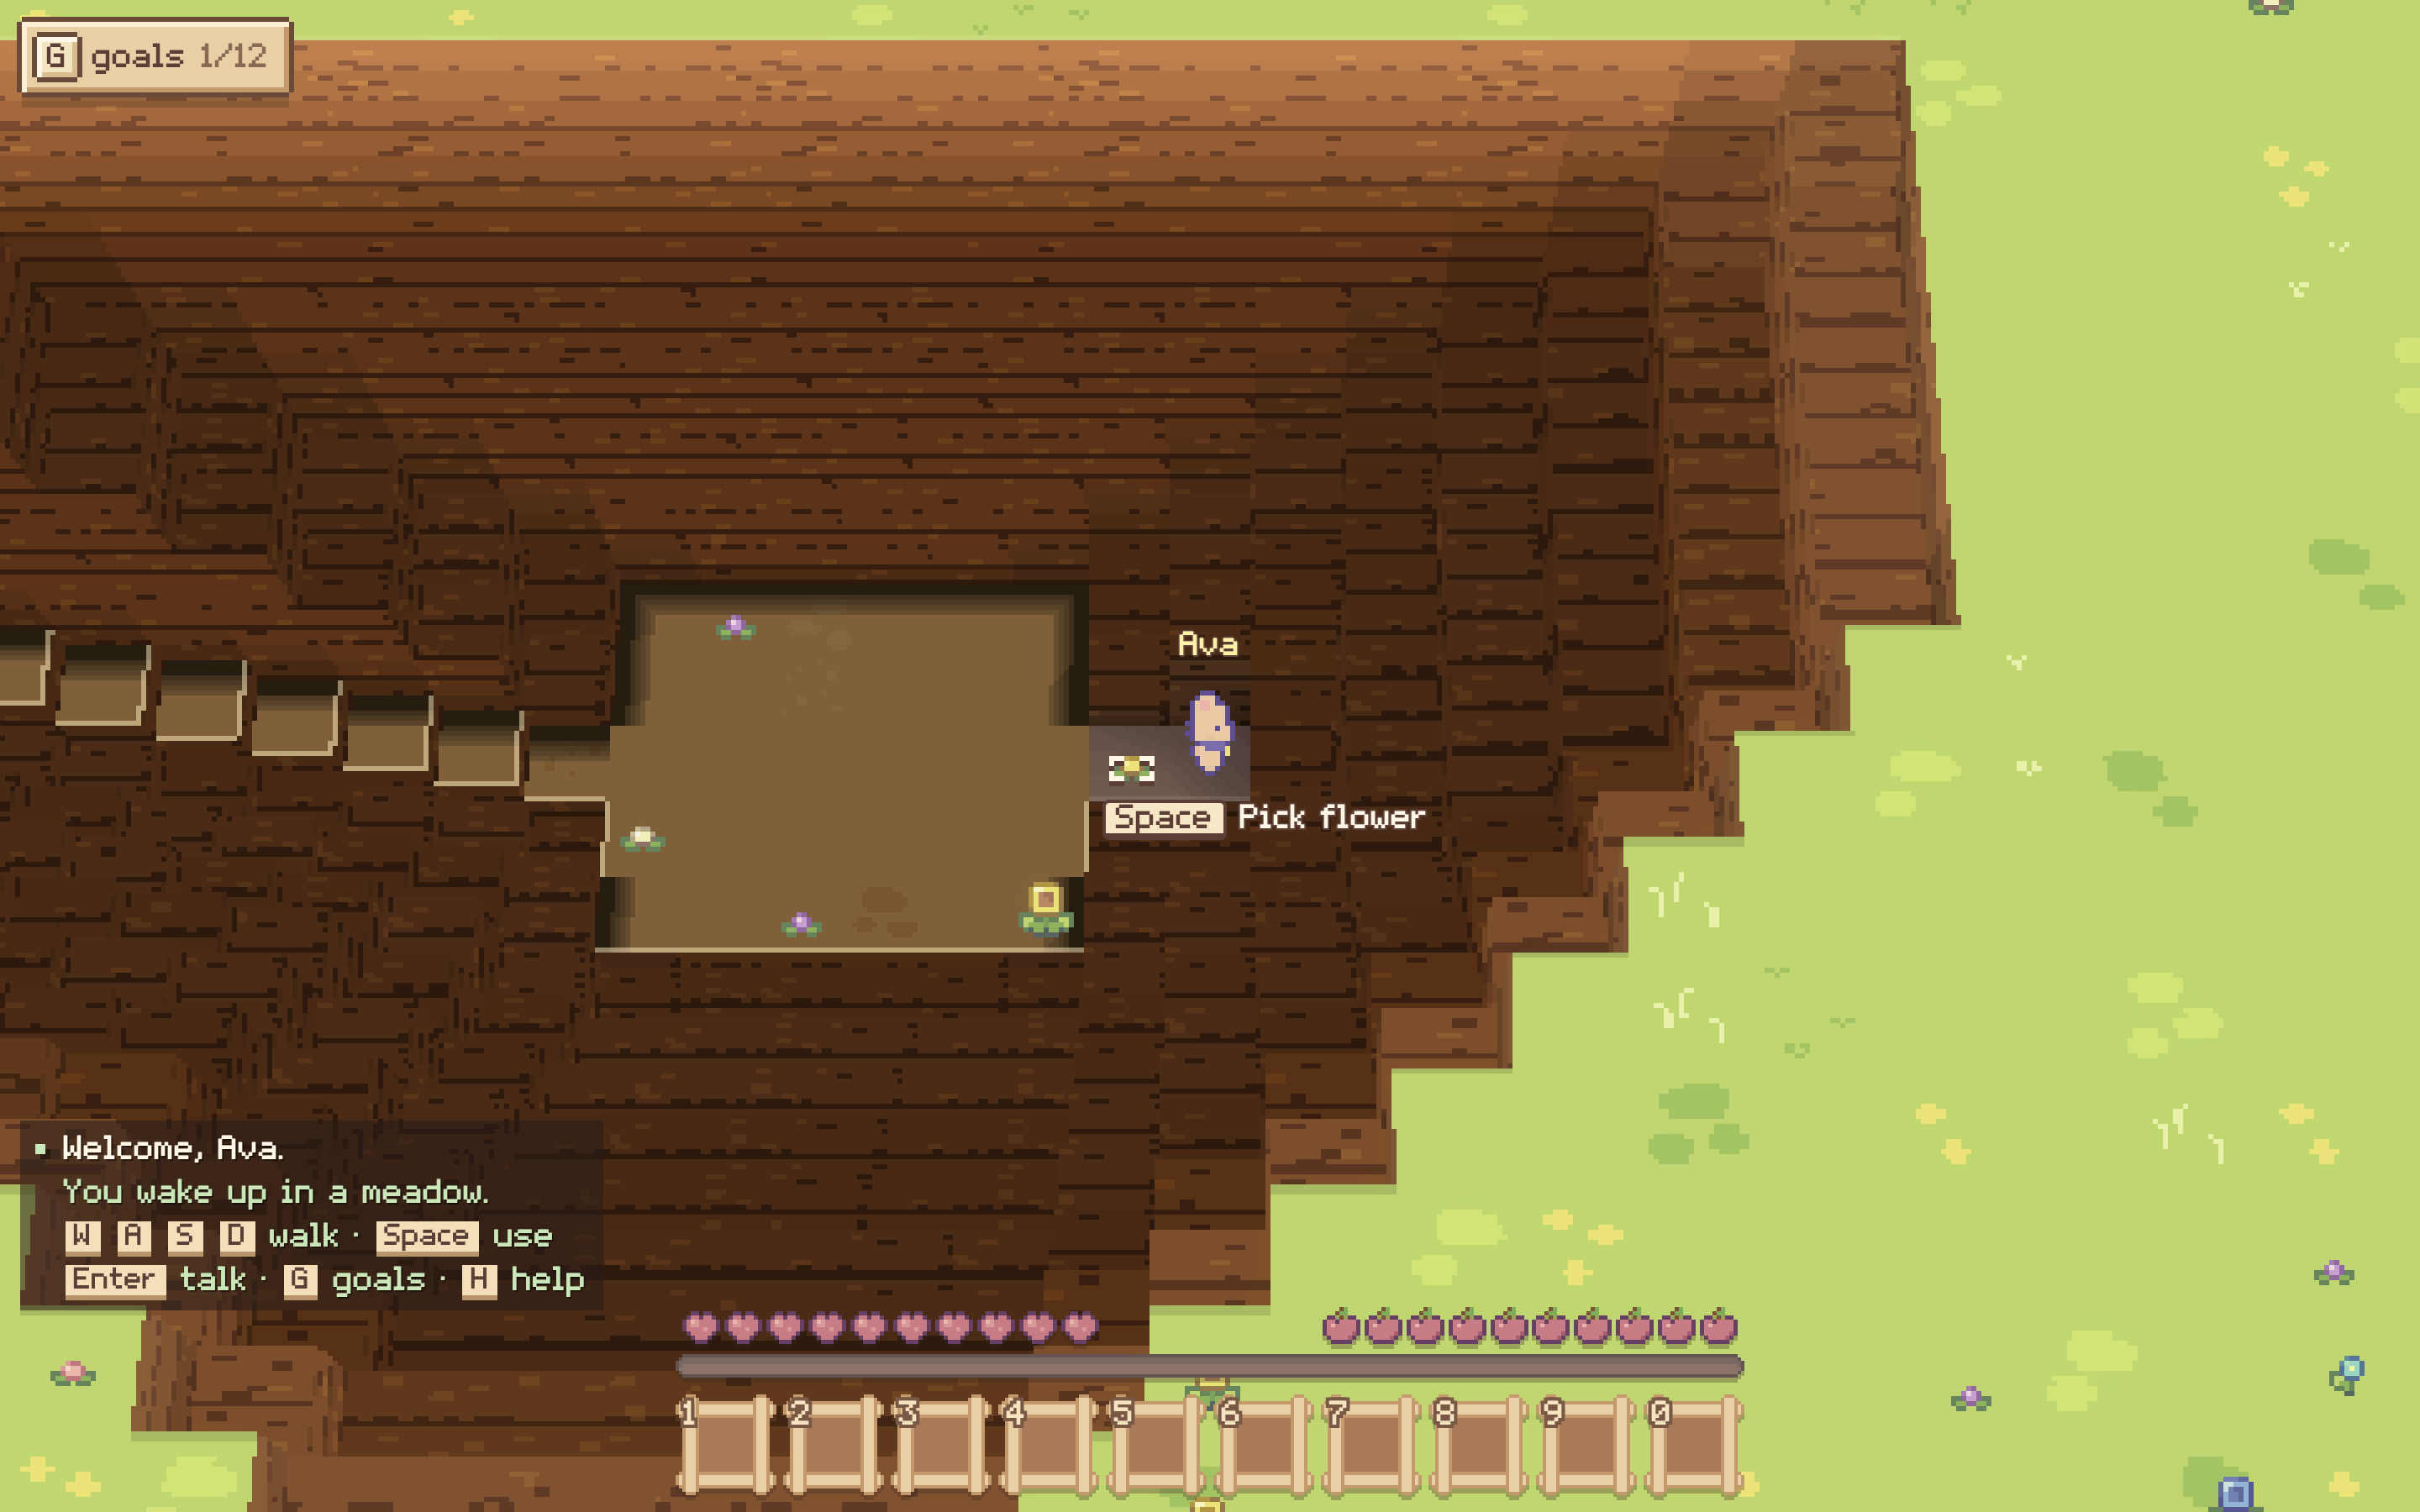 G goals 1/12
Ava
Space Pick flower
Welcome, Ava.
You wake up in a meadow.
W A S D walk · Space use
Enter talk · G goals · H help
1 2 3 4 5 6 7 8 9 0